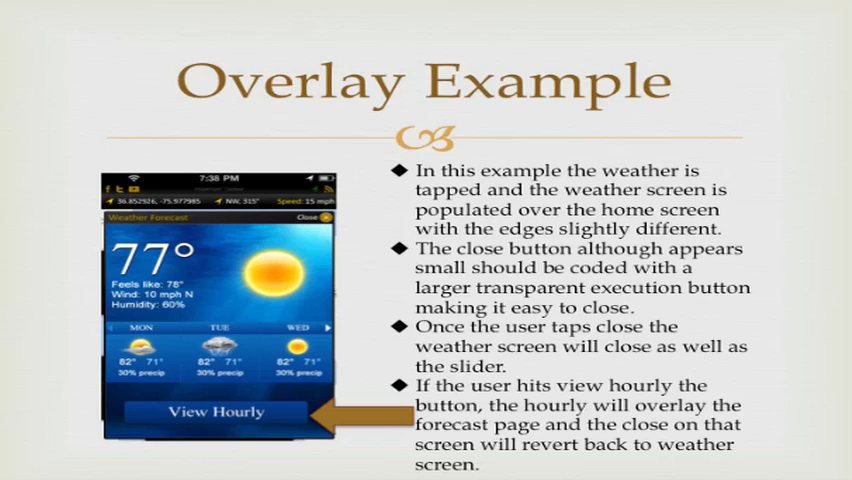 Overlay Example
7:38 PM
36.852926, -75.977985 NW, 315° Speed: 15 mph
Weather Forecast Close
77°
Feels like: 78°
Wind: 10 mph N
Humidity: 60%
MON TUE WED
82° 71° 82° 71° 82° 71°
30% precip 30% precip 30% precip
View Hourly
In this example the weather is
tapped and the weather screen is
populated over the home screen
with the edges slightly different.
The close button although appears
small should be coded with a
larger transparent execution button
making it easy to close.
Once the user taps close the
weather screen will close as well as
the slider.
If the user hits view hourly the
button, the hourly will overlay the
forecast page and the close on that
screen will revert back to weather
screen.